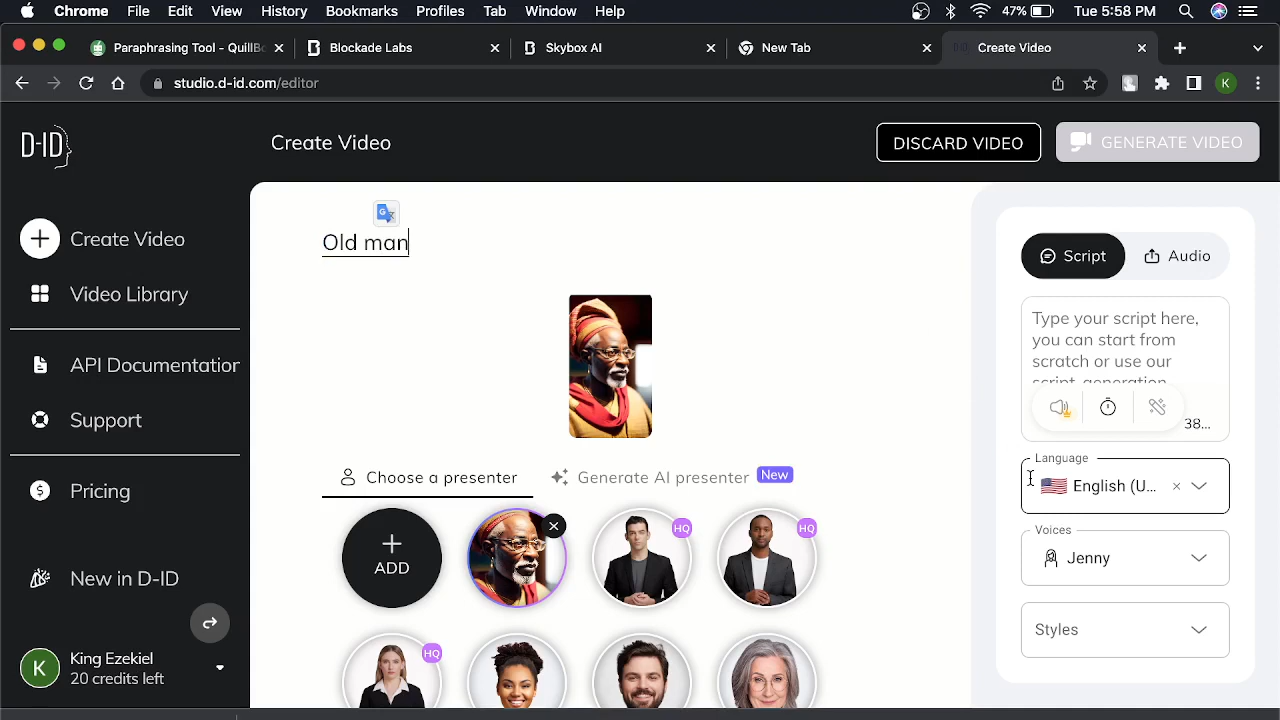 Chrome File Edit View History Bookmarks Profiles Tab Window Help 47% Tue 5:58 PM
Paraphrasing Tool - QuillBo
Blockade Labs
Skybox AI
New Tab
Create Video
studio.d-id.com/editor
K
D-ID
Create Video
DISCARD VIDEO
GENERATE VIDEO
Create Video
Video Library
API Documentation
Support
Pricing
New in D-ID
K
King Ezekiel
20 credits left
Old man
Choose a presenter
Generate AI presenter New
ADD
HQ
HQ
HQ
Script
Audio
Type your script here,
you can start from
scratch or use our
script generation
38...
Language
English (U...
Voices
Jenny
Styles